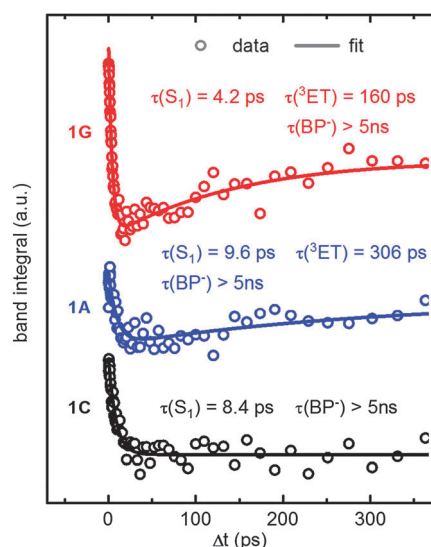 data fit
1G
τ(S₁) = 4.2 ps τ(³ET) = 160 ps
τ(BP⁻) > 5ns
band integral (a.u.)
1A
τ(S₁) = 9.6 ps τ(³ET) = 306 ps
τ(BP⁻) > 5ns
1C
τ(S₁) = 8.4 ps τ(BP⁻) > 5ns
0 100 200 300
Δt (ps)